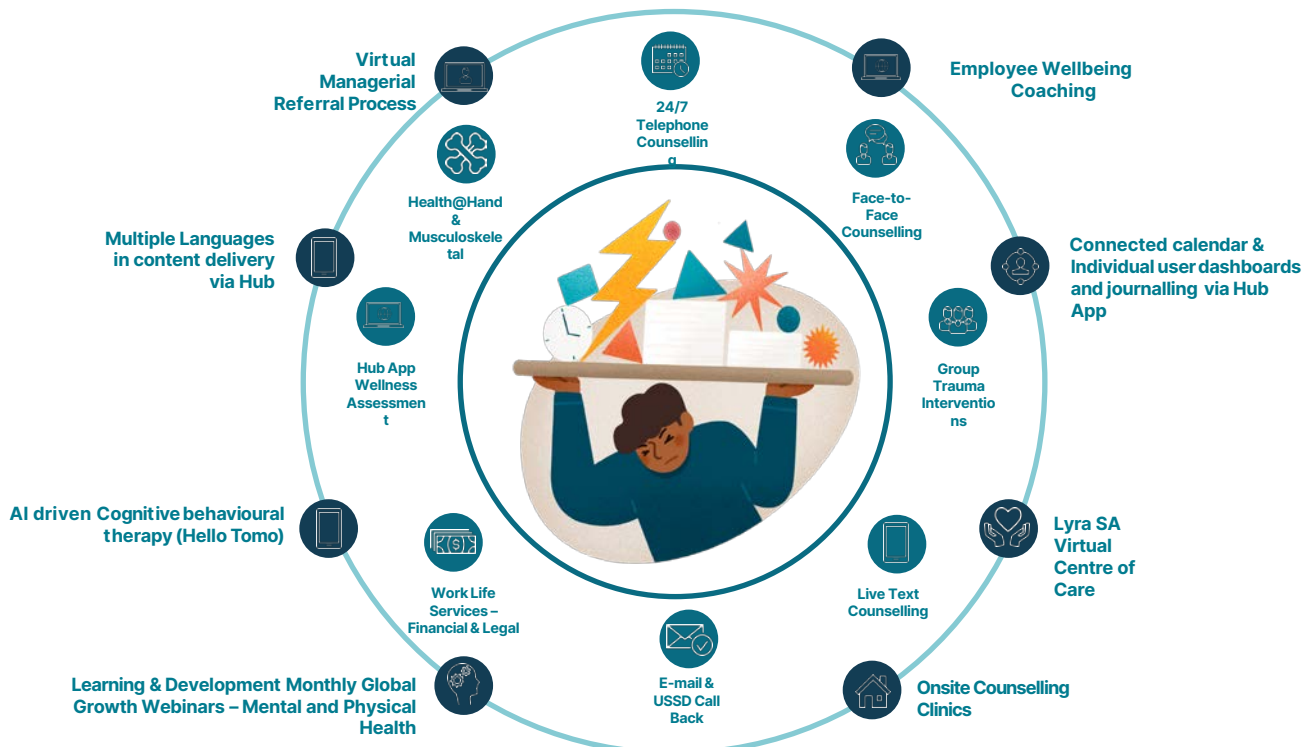 Virtual
Managerial
Referral Process
24/7
Telephone
Counsellin
g
Employee Wellbeing
Coaching
Health@Hand
&
Musculoskele
tal
Face-to-
Face
Counselling
Multiple Languages
in content delivery
via Hub
Connected calendar &
Individual user dashboards
and journalling via Hub
App
Hub App
Wellness
Assessmen
t
Group
Trauma
Interventio
ns
AI driven Cognitive behavioural
therapy (Hello Tomo)
Lyra SA
Virtual
Centre of
Care
Work Life
Services –
Financial & Legal
Live Text
Counselling
E-mail &
USSD Call
Back
Learning & Development Monthly Global
Growth Webinars – Mental and Physical
Health
Onsite Counselling
Clinics